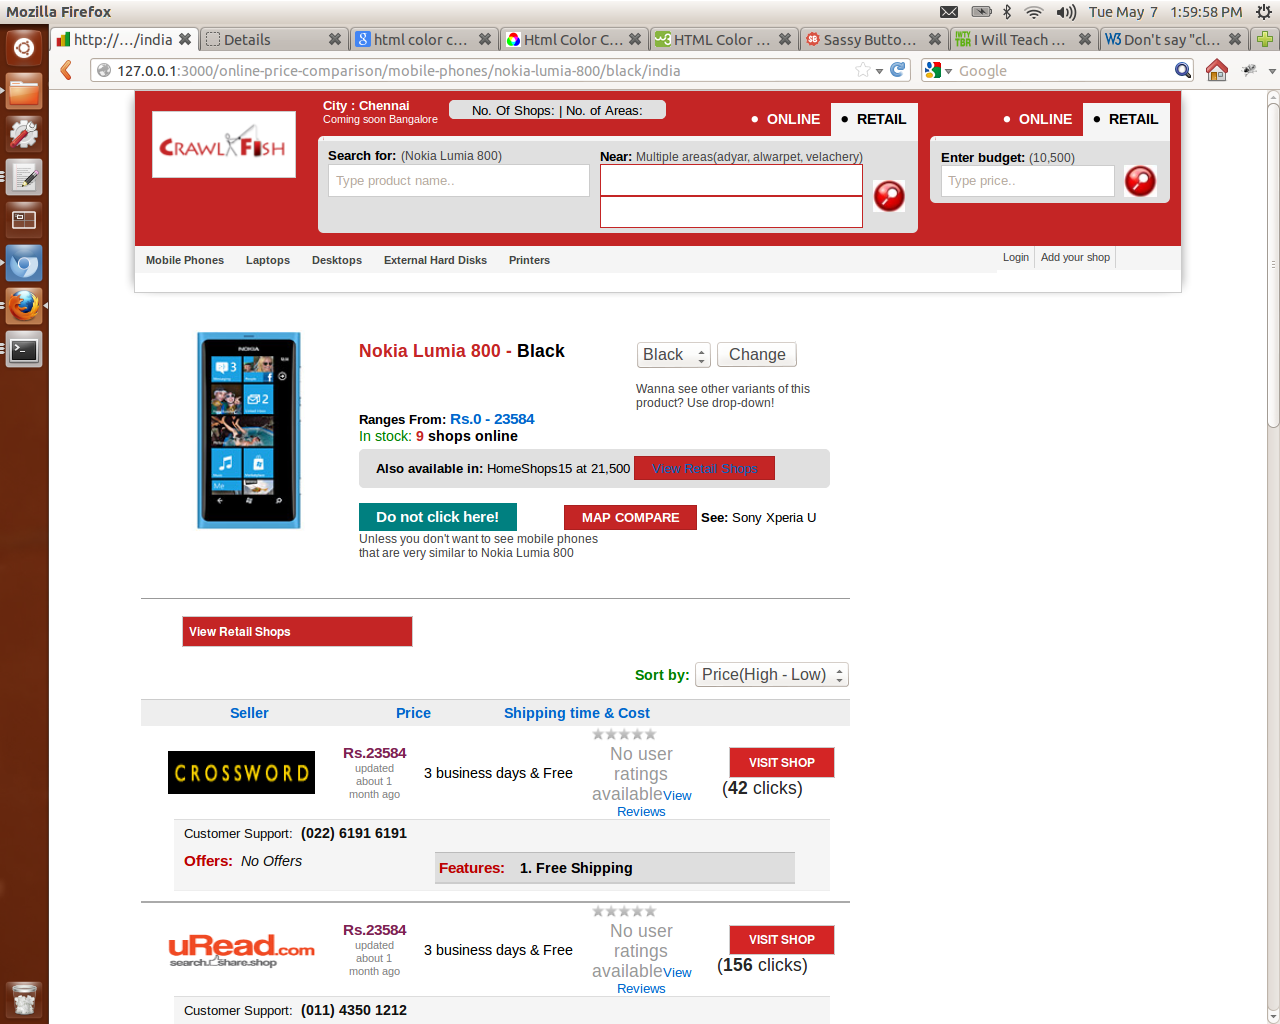 Mozilla Firefox
Tue May 7 1:59:58 PM
http://.../india
Details
html color c...
Html Color C...
HTML Color ...
Sassy Butto...
I Will Teach ...
Don't say "cl...
127.0.0.1:3000/online-price-comparison/mobile-phones/nokia-lumia-800/black/india
Google
CRAWL FISH
City : Chennai
Coming soon Bangalore
No. Of Shops: | No. of Areas:
• ONLINE
• RETAIL
• ONLINE
• RETAIL
Search for: (Nokia Lumia 800)
Near: Multiple areas(adyar, alwarpet, velachery)
Enter budget: (10,500)
Type product name..
Type price..
Mobile Phones
Laptops
Desktops
External Hard Disks
Printers
Login
Add your shop
NOKIA
Nokia Lumia 800 - Black
Black
Change
Wanna see other variants of this
product? Use drop-down!
Ranges From: Rs.0 - 23584
In stock: 9 shops online
Also available in: HomeShops15 at 21,500
View Retail Shops
Do not click here!
MAP COMPARE
See: Sony Xperia U
Unless you don't want to see mobile phones
that are very similar to Nokia Lumia 800
View Retail Shops
Sort by:
Price(High - Low)
Seller
Price
Shipping time & Cost
CROSSWORD
Rs.23584
updated
about 1
month ago
3 business days & Free
No user
ratings
availableView
Reviews
VISIT SHOP
(42 clicks)
Customer Support: (022) 6191 6191
Offers: No Offers
Features: 1. Free Shipping
uRead.com
search.share.shop
Rs.23584
updated
about 1
month ago
3 business days & Free
No user
ratings
availableView
Reviews
VISIT SHOP
(156 clicks)
Customer Support: (011) 4350 1212